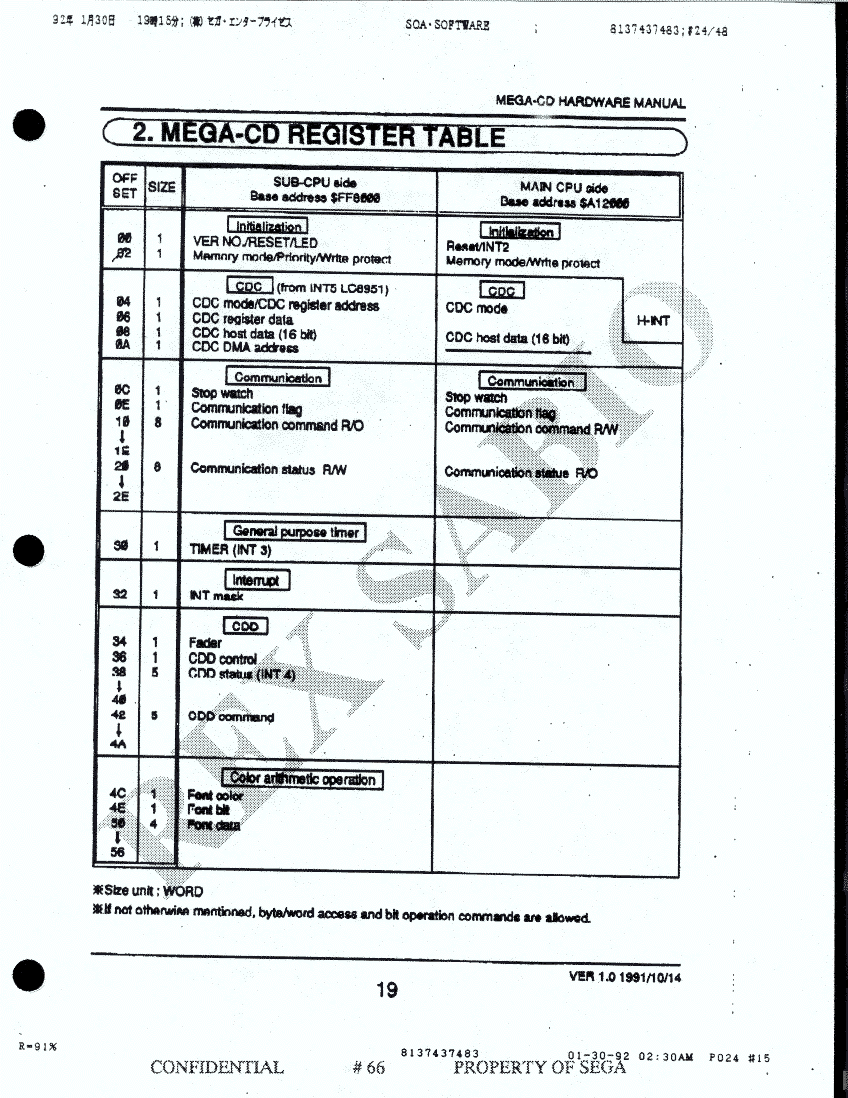 92年 1月30日 19時15分; (株) セガ・エンタープライゼス SOA・SOFTWARE ; 8137437483;#24/48
MEGA-CD HARDWARE MANUAL
2. MEGA-CD REGISTER TABLE
OFF SET SIZE SUB-CPU side Base address $FF8000 MAIN CPU side Base address $A12000
Initialization Initialization
00 1 VER NO./RESET/LED Reset/INT2
02 1 Memory mode/Priority/Write protect Memory mode/Write protect
CDC (from INT5 LC8951) CDC
04 1 CDC mode/CDC register address CDC mode H-INT
06 1 CDC register data
08 1 CDC host data (16 bit) CDC host data (16 bit)
0A 1 CDC DMA address
Communication Communication
0C 1 Stop watch Stop watch
0E 1 Communication flag Communication flag
10 8 Communication command R/O Communication command R/W
↓
1E
20 8 Communication status R/W Communication status R/O
↓
2E
General purpose timer
30 1 TIMER (INT 3)
Interrupt
32 1 INT mask
CDD
34 1 Fader
36 1 CDD control
38 5 CDD status (INT 4)
↓
40
42 5 CDD command
↓
4A
Color arithmetic operation
4C 1 Font color
4E 1 Font bit
50 4 Font data
↓
56
REX SABIO
※Size unit : WORD
※If not otherwise mentioned, byte/word access and bit operation commands are allowed.
VER 1.0 1991/10/14
19
R=91%
8137437483 01-30-92 02:30AM P024 #15
CONFIDENTIAL #66 PROPERTY OF SEGA